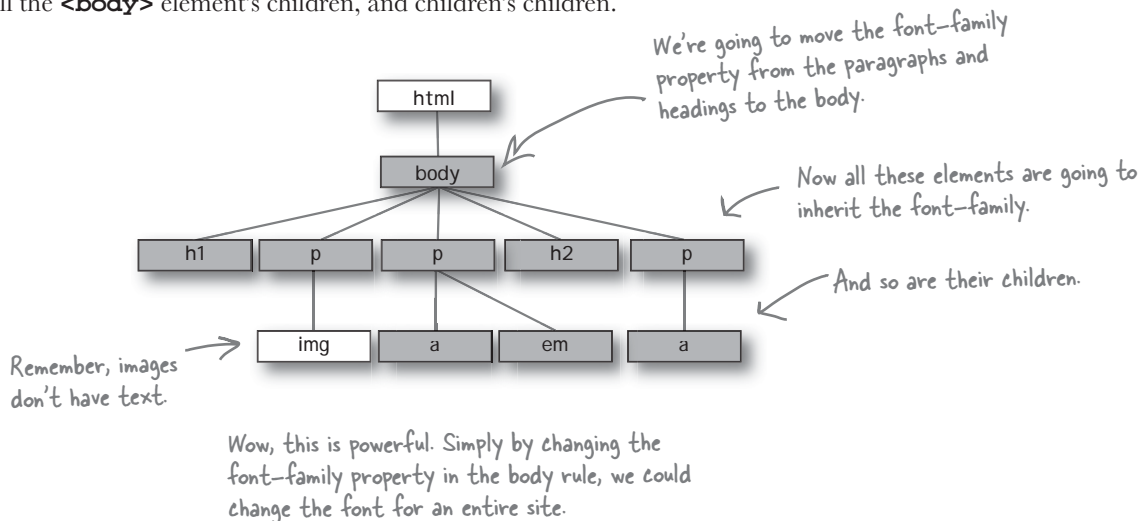 all the <body> element's children, and children's children.
We're going to move the font-family
property from the paragraphs and
headings to the body.
html
body
Now all these elements are going to
inherit the font-family.
h1 p p h2 p
And so are their children.
img a em a
Remember, images
don't have text.
Wow, this is powerful. Simply by changing the
font-family property in the body rule, we could
change the font for an entire site.